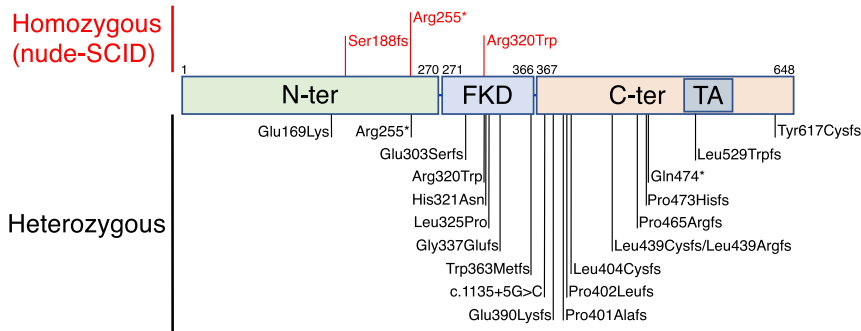 Homozygous
(nude-SCID)
Arg255*
Ser188fs
Arg320Trp
1
270
271
366
367
648
N-ter
FKD
C-ter
TA
Glu169Lys
Arg255*
Tyr617Cysfs
Glu303Serfs
Leu529Trpfs
Arg320Trp
Gln474*
His321Asn
Pro473Hisfs
Heterozygous
Leu325Pro
Pro465Argfs
Gly337Glufs
Leu439Cysfs/Leu439Argfs
Trp363Metfs
Leu404Cysfs
c.1135+5G>C
Pro402Leufs
Glu390Lysfs
Pro401Alafs